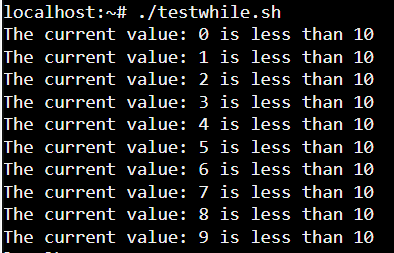 localhost:~# ./testwhile.sh
The current value: 0 is less than 10
The current value: 1 is less than 10
The current value: 2 is less than 10
The current value: 3 is less than 10
The current value: 4 is less than 10
The current value: 5 is less than 10
The current value: 6 is less than 10
The current value: 7 is less than 10
The current value: 8 is less than 10
The current value: 9 is less than 10